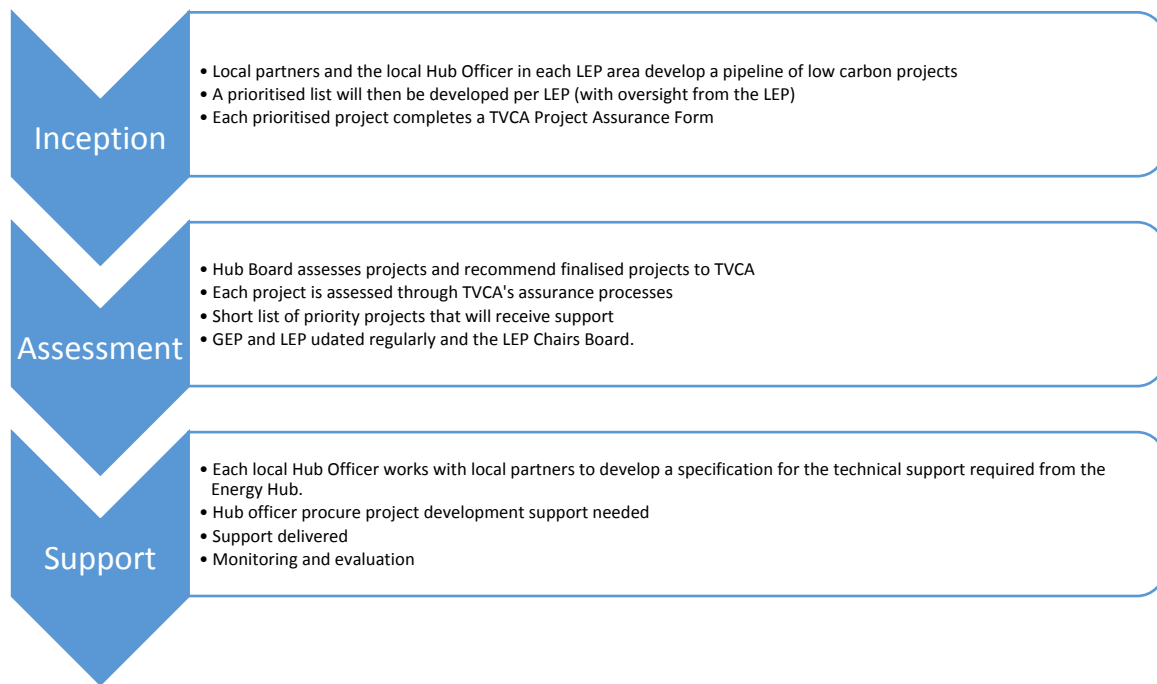 Inception
• Local partners and the local Hub Officer in each LEP area develop a pipeline of low carbon projects
• A prioritised list will then be developed per LEP (with oversight from the LEP)
• Each prioritised project completes a TVCA Project Assurance Form
Assessment
• Hub Board assesses projects and recommend finalised projects to TVCA
• Each project is assessed through TVCA's assurance processes
• Short list of priority projects that will receive support
• GEP and LEP udated regularly and the LEP Chairs Board.
Support
• Each local Hub Officer works with local partners to develop a specification for the technical support required from the
Energy Hub.
• Hub officer procure project development support needed
• Support delivered
• Monitoring and evaluation